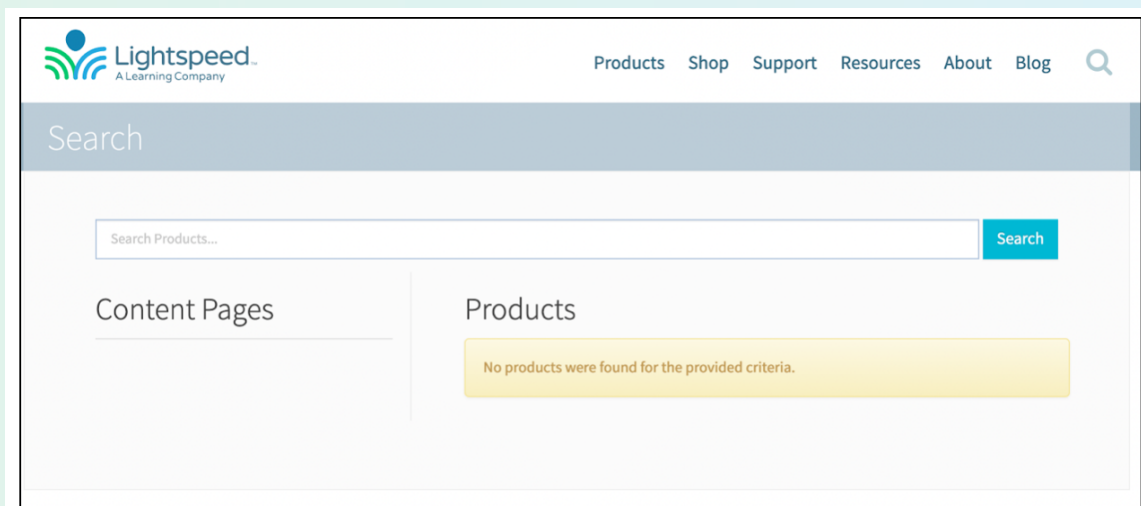 Lightspeed™
A Learning Company
Products Shop Support Resources About Blog
Search
Search Products...
Search
Content Pages
Products
No products were found for the provided criteria.